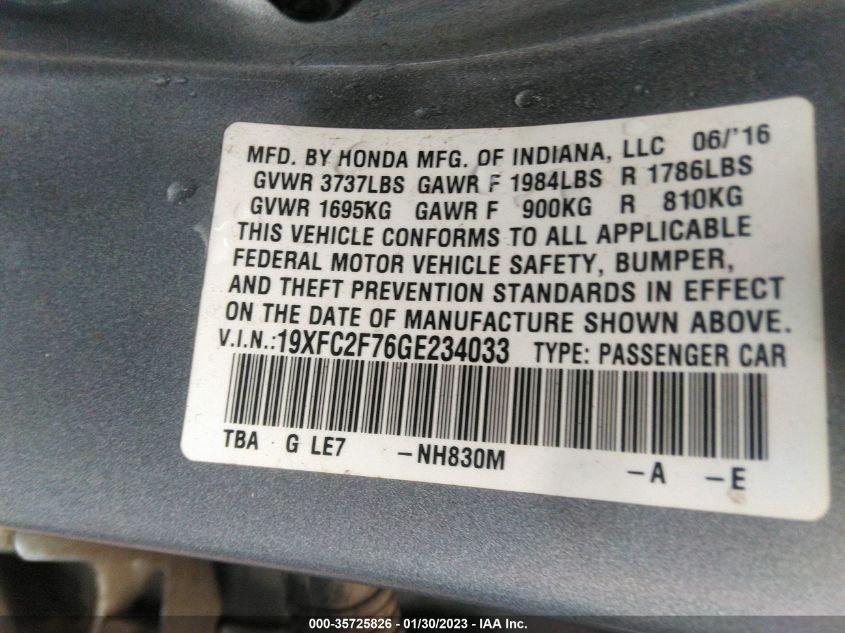 MFD. BY HONDA MFG. OF INDIANA, LLC 06/'16
GVWR 3737LBS GAWR F 1984LBS R 1786LBS
GVWR 1695KG GAWR F 900KG R 810KG
THIS VEHICLE CONFORMS TO ALL APPLICABLE
FEDERAL MOTOR VEHICLE SAFETY, BUMPER,
AND THEFT PREVENTION STANDARDS IN EFFECT
ON THE DATE OF MANUFACTURE SHOWN ABOVE.
V.I.N.:19XFC2F76GE234033 TYPE: PASSENGER CAR
TBA G LE7 -NH830M -A -E
000-35725826 - 01/30/2023 - IAA Inc.